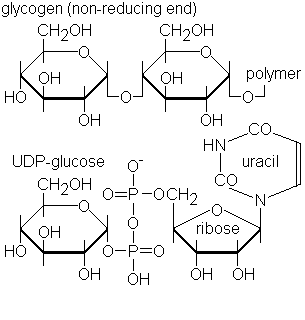 glycogen (non-reducing end)
CH2OH CH2OH
O O
OH OH polymer
HO O O
OH OH
CO
HN uracil
UDP-glucose O-
CO
CH2OH O=P-OCH2 N
O O O
OH ribose
HO O-P=O
OH OH OH OH